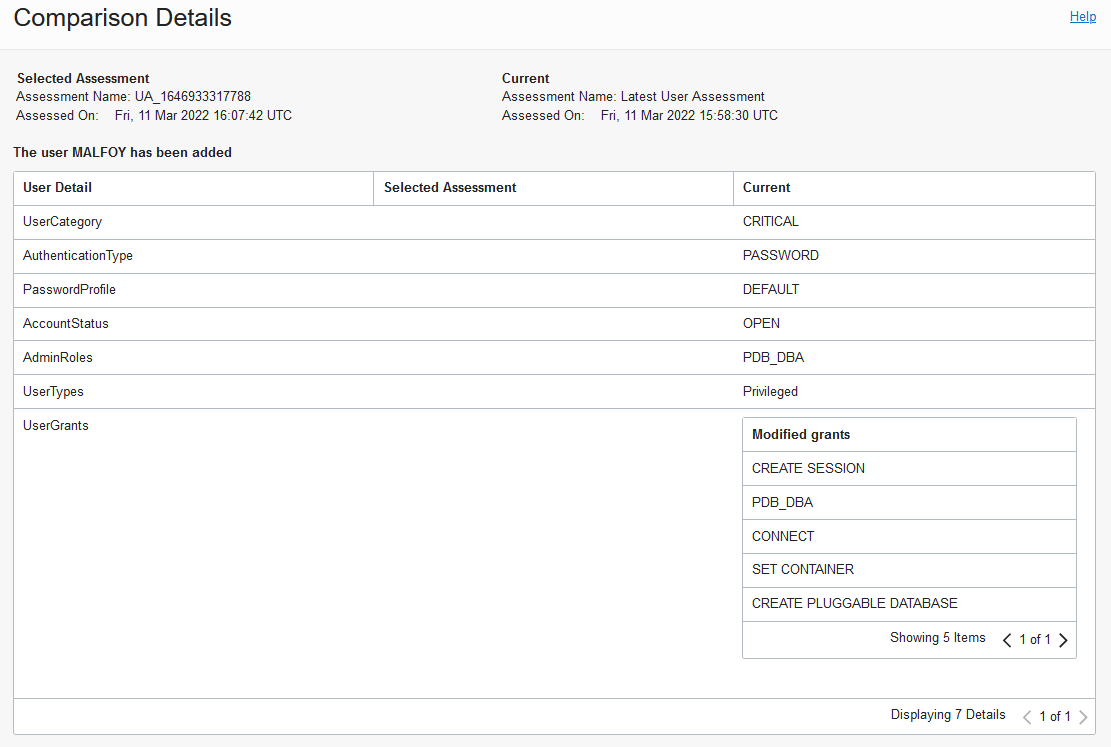 Comparison Details
Help
Selected Assessment
Assessment Name: UA_1646933317788
Assessed On: Fri, 11 Mar 2022 16:07:42 UTC
Current
Assessment Name: Latest User Assessment
Assessed On: Fri, 11 Mar 2022 15:58:30 UTC
The user MALFOY has been added
User Detail Selected Assessment Current
UserCategory CRITICAL
AuthenticationType PASSWORD
PasswordProfile DEFAULT
AccountStatus OPEN
AdminRoles PDB_DBA
UserTypes Privileged
UserGrants
Modified grants
CREATE SESSION
PDB_DBA
CONNECT
SET CONTAINER
CREATE PLUGGABLE DATABASE
Showing 5 Items 1 of 1
Displaying 7 Details 1 of 1